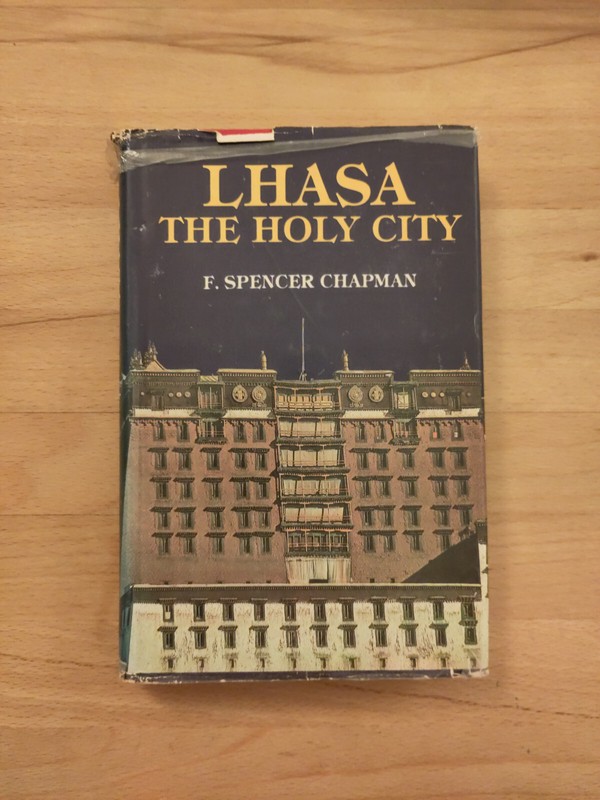 LHASA
THE HOLY CITY
F. SPENCER CHAPMAN